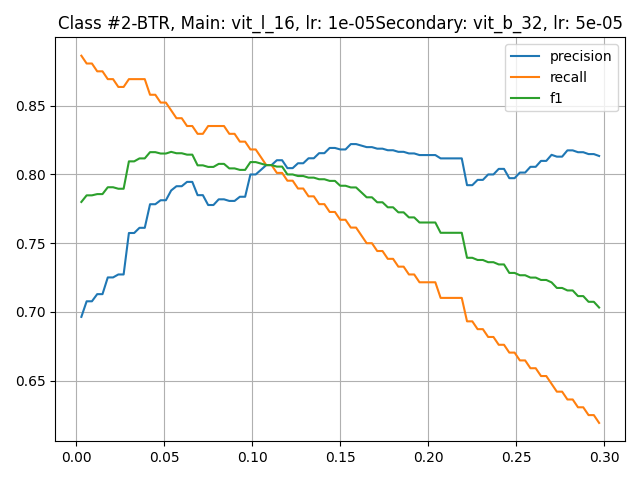 Class #2-BTR, Main: vit_l_16, lr: 1e-05Secondary: vit_b_32, lr: 5e-05
precision
recall
f1
0.85
0.80
0.75
0.70
0.65
0.00 0.05 0.10 0.15 0.20 0.25 0.30